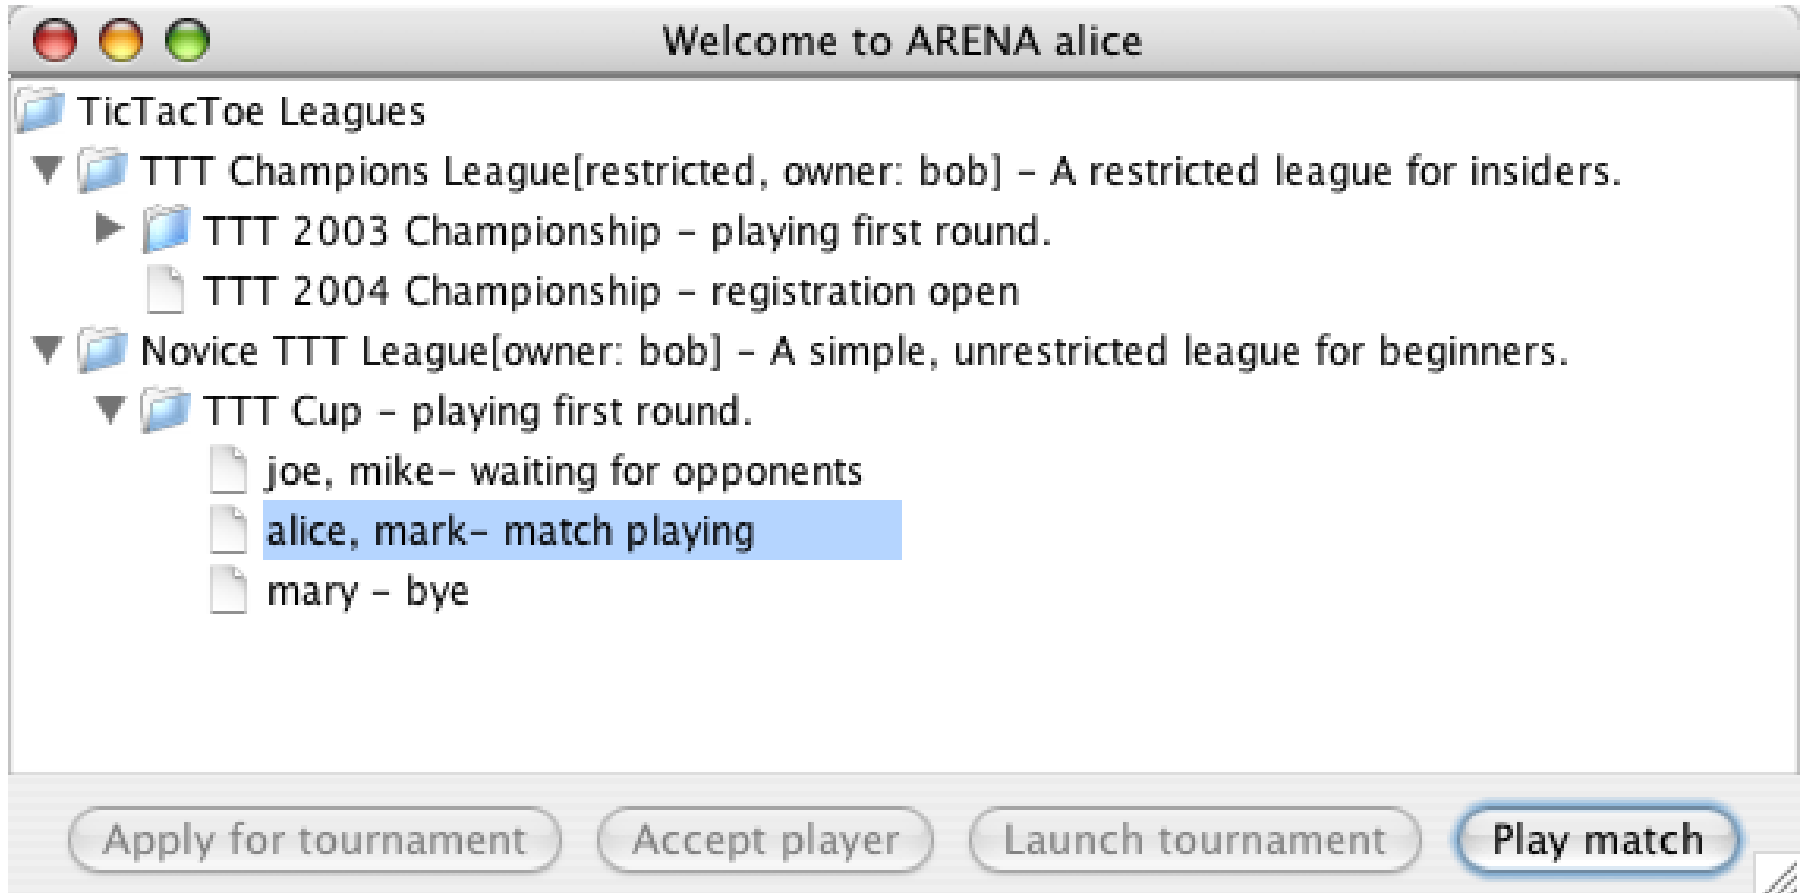 Welcome to ARENA alice
TicTacToe Leagues
TTT Champions League[restricted, owner: bob] – A restricted league for insiders.
TTT 2003 Championship – playing first round.
TTT 2004 Championship – registration open
Novice TTT League[owner: bob] – A simple, unrestricted league for beginners.
TTT Cup – playing first round.
joe, mike– waiting for opponents
alice, mark– match playing
mary – bye
Apply for tournament Accept player Launch tournament Play match